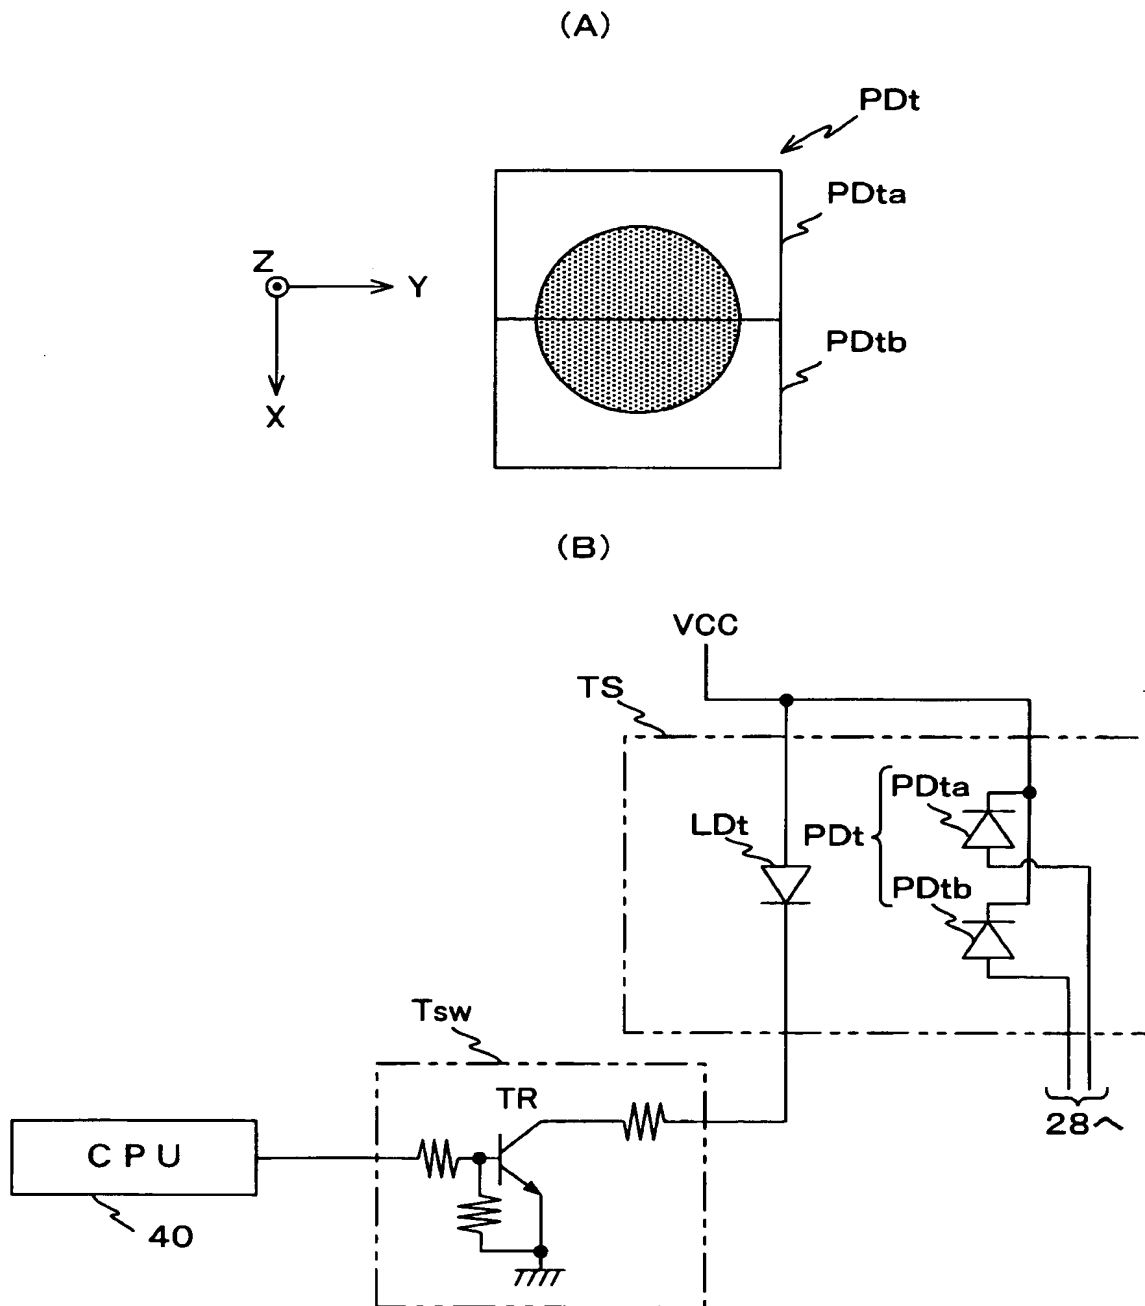 (A)
PDt
PDta
Z
Y
PDtb
X
(B)
VCC
TS
PDta
LDt
PDt
PDtb
Tsw
TR
28へ
CPU
40